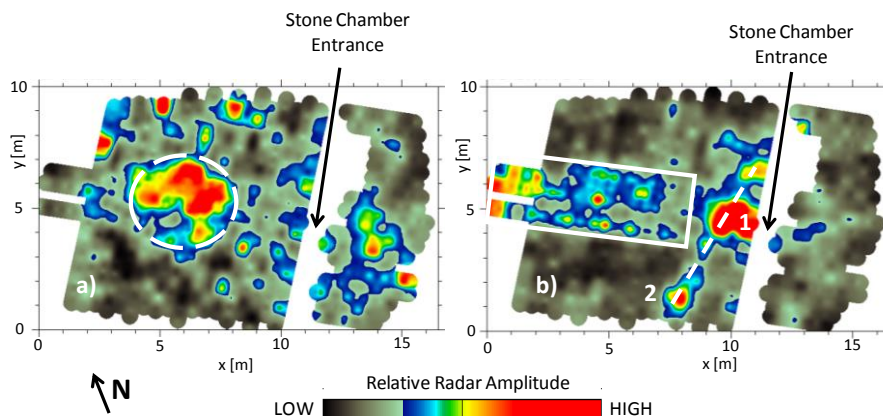 Stone Chamber
Entrance
Stone Chamber
Entrance
10
5
0
y [m]
a)
0
5
10
15
x [m]
10
5
0
y [m]
b)
1
2
0
5
10
15
x [m]
N
Relative Radar Amplitude
LOW
HIGH